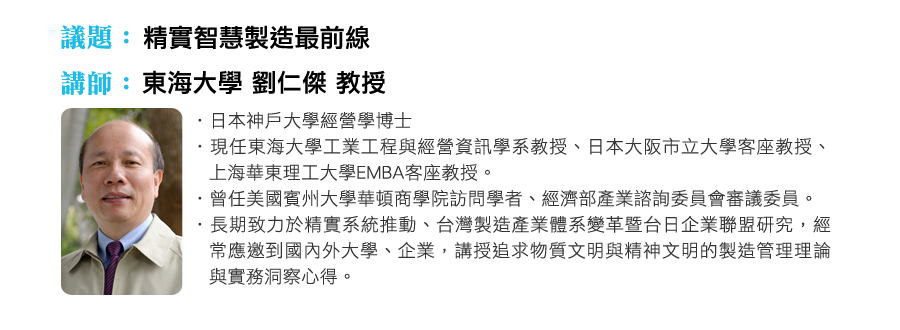 議題：精實智慧製造最前線
講師：東海大學 劉仁傑 教授
・日本神戶大學經營學博士
・現任東海大學工業工程與經營資訊學系教授、日本大阪市立大學客座教授、
上海華東理工大學EMBA客座教授。
・曾任美國賓州大學華頓商學院訪問學者、經濟部產業諮詢委員會審議委員。
・長期致力於精實系統推動、台灣製造產業體系變革暨台日企業聯盟研究，經
常應邀到國內外大學、企業，講授追求物質文明與精神文明的製造管理理論
與實務洞察心得。